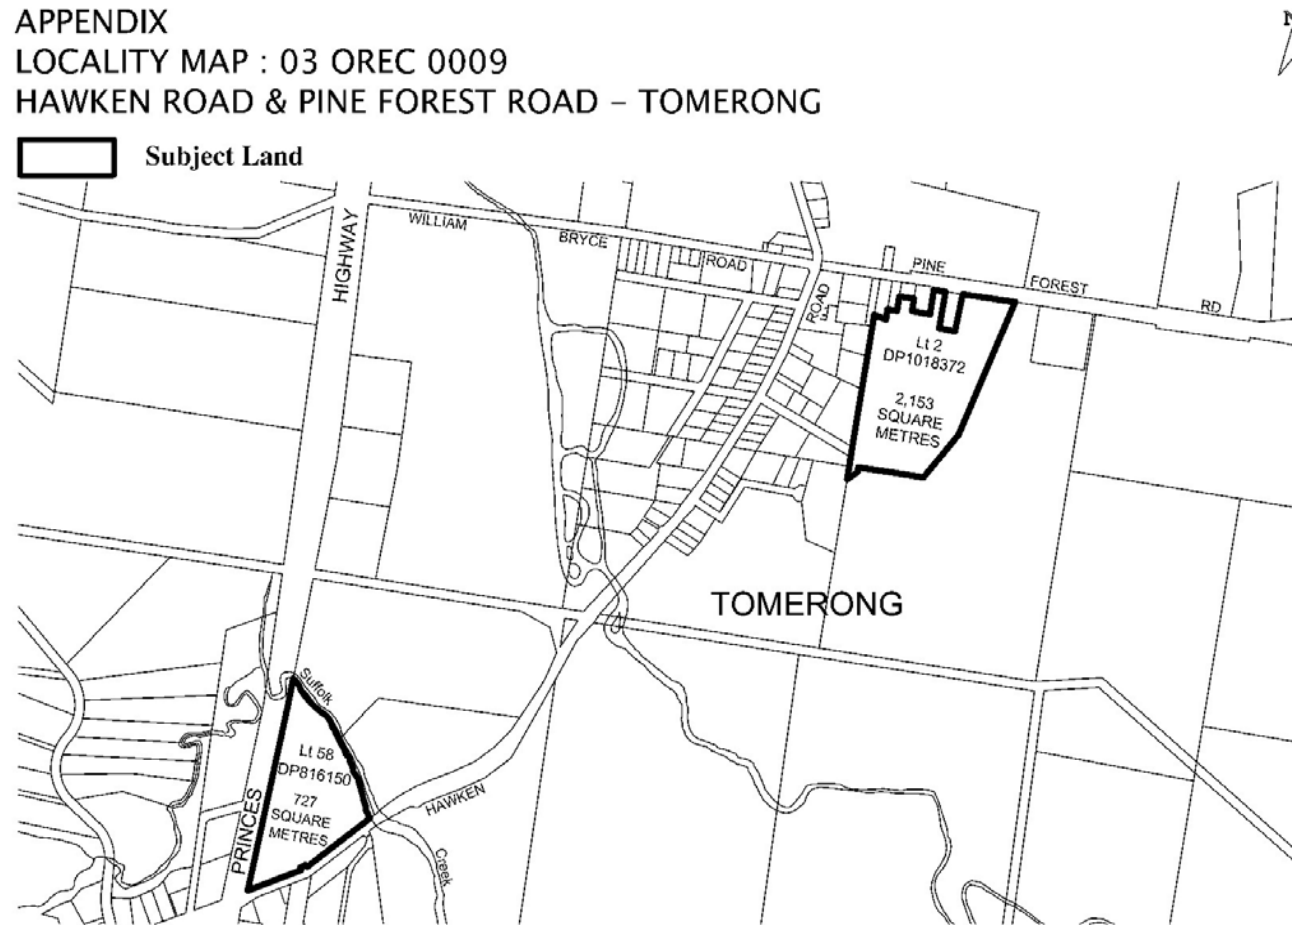 APPENDIX
LOCALITY MAP : 03 OREC 0009
HAWKEN ROAD & PINE FOREST ROAD – TOMERONG
N
Subject Land
HIGHWAY
WILLIAM
BRYCE
ROAD
ROAD
PINE
FOREST
RD
Lt 2
DP1018372
2,153
SQUARE
METRES
TOMERONG
Suffolk
Lt 58
DP816150
727
SQUARE
METRES
PRINCES
HAWKEN
Creek